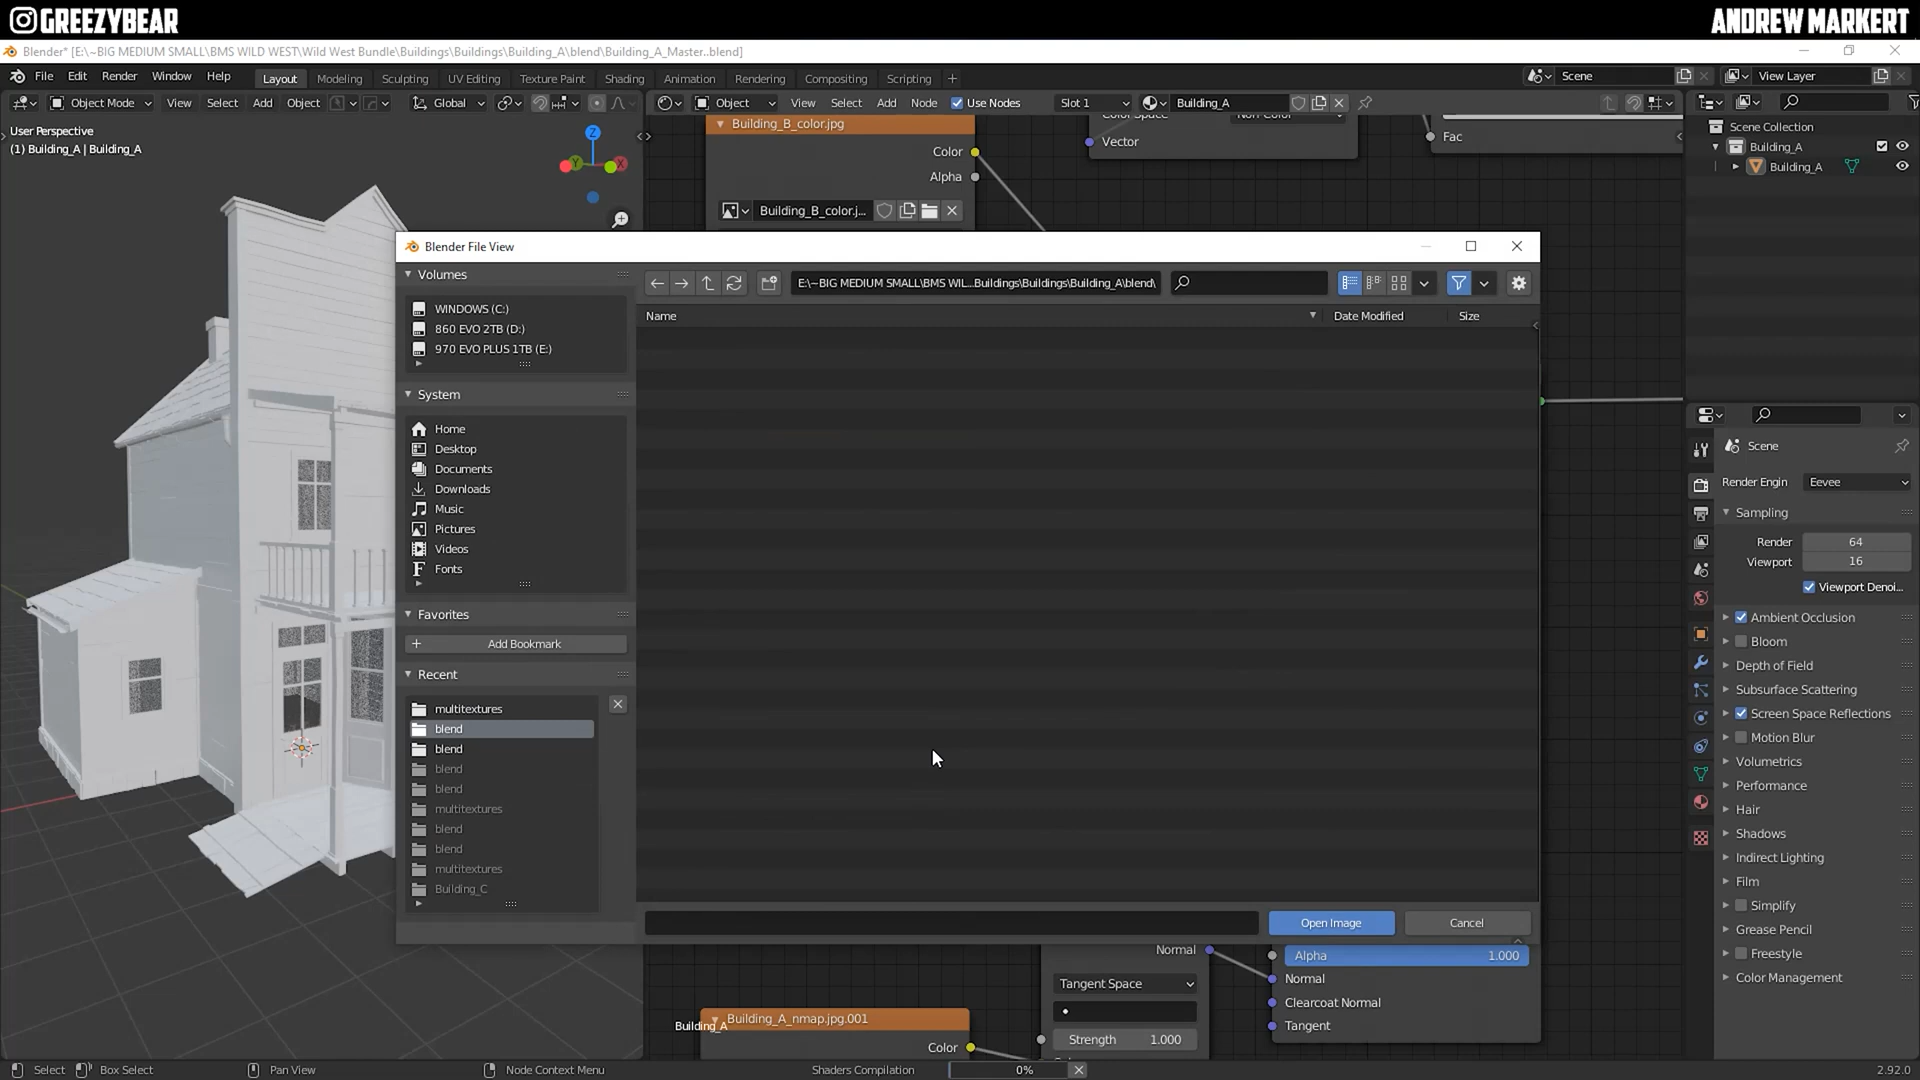 GREEZYBEAR
ANDREW MARKERT
Blender* [E:\~BIG MEDIUM SMALL\BMS WILD WEST\Wild West Bundle\Buildings\Buildings\Building_A\blend\Building_A_Master..blend]
File Edit Render Window Help Layout Modeling Sculpting UV Editing Texture Paint Shading Animation Rendering Compositing Scripting + Scene View Layer
Object Mode View Select Add Object Global Object View Select Add Node Use Nodes Slot 1 Building_A
User Perspective
(1) Building_A | Building_A
Z
Y X
Building_B_color.jpg
Color
Alpha
Building_B_color.j...
Vector
Fac
Scene Collection
Building_A
Building_A
Blender File View
Volumes
WINDOWS (C:)
860 EVO 2TB (D:)
970 EVO PLUS 1TB (E:)
System
Home
Desktop
Documents
Downloads
Music
Pictures
Videos
Fonts
Favorites
Add Bookmark
Recent
multitextures
blend
blend
blend
blend
multitextures
blend
blend
multitextures
Building_C
E:\~BIG MEDIUM SMALL\BMS WIL...Buildings\Buildings\Building_A\blend\
Name Date Modified Size
Open Image Cancel
Scene
Render Engin Eevee
Sampling
Render 64
Viewport 16
Viewport Denoi...
Ambient Occlusion
Bloom
Depth of Field
Subsurface Scattering
Screen Space Reflections
Motion Blur
Volumetrics
Performance
Hair
Shadows
Indirect Lighting
Film
Simplify
Grease Pencil
Freestyle
Color Management
Normal
Tangent Space
Strength 1.000
Alpha 1.000
Normal
Clearcoat Normal
Tangent
Building_A_nmap.jpg.001
Building_A
Color
Select Box Select Pan View Node Context Menu Shaders Compilation 0% 2.92.0